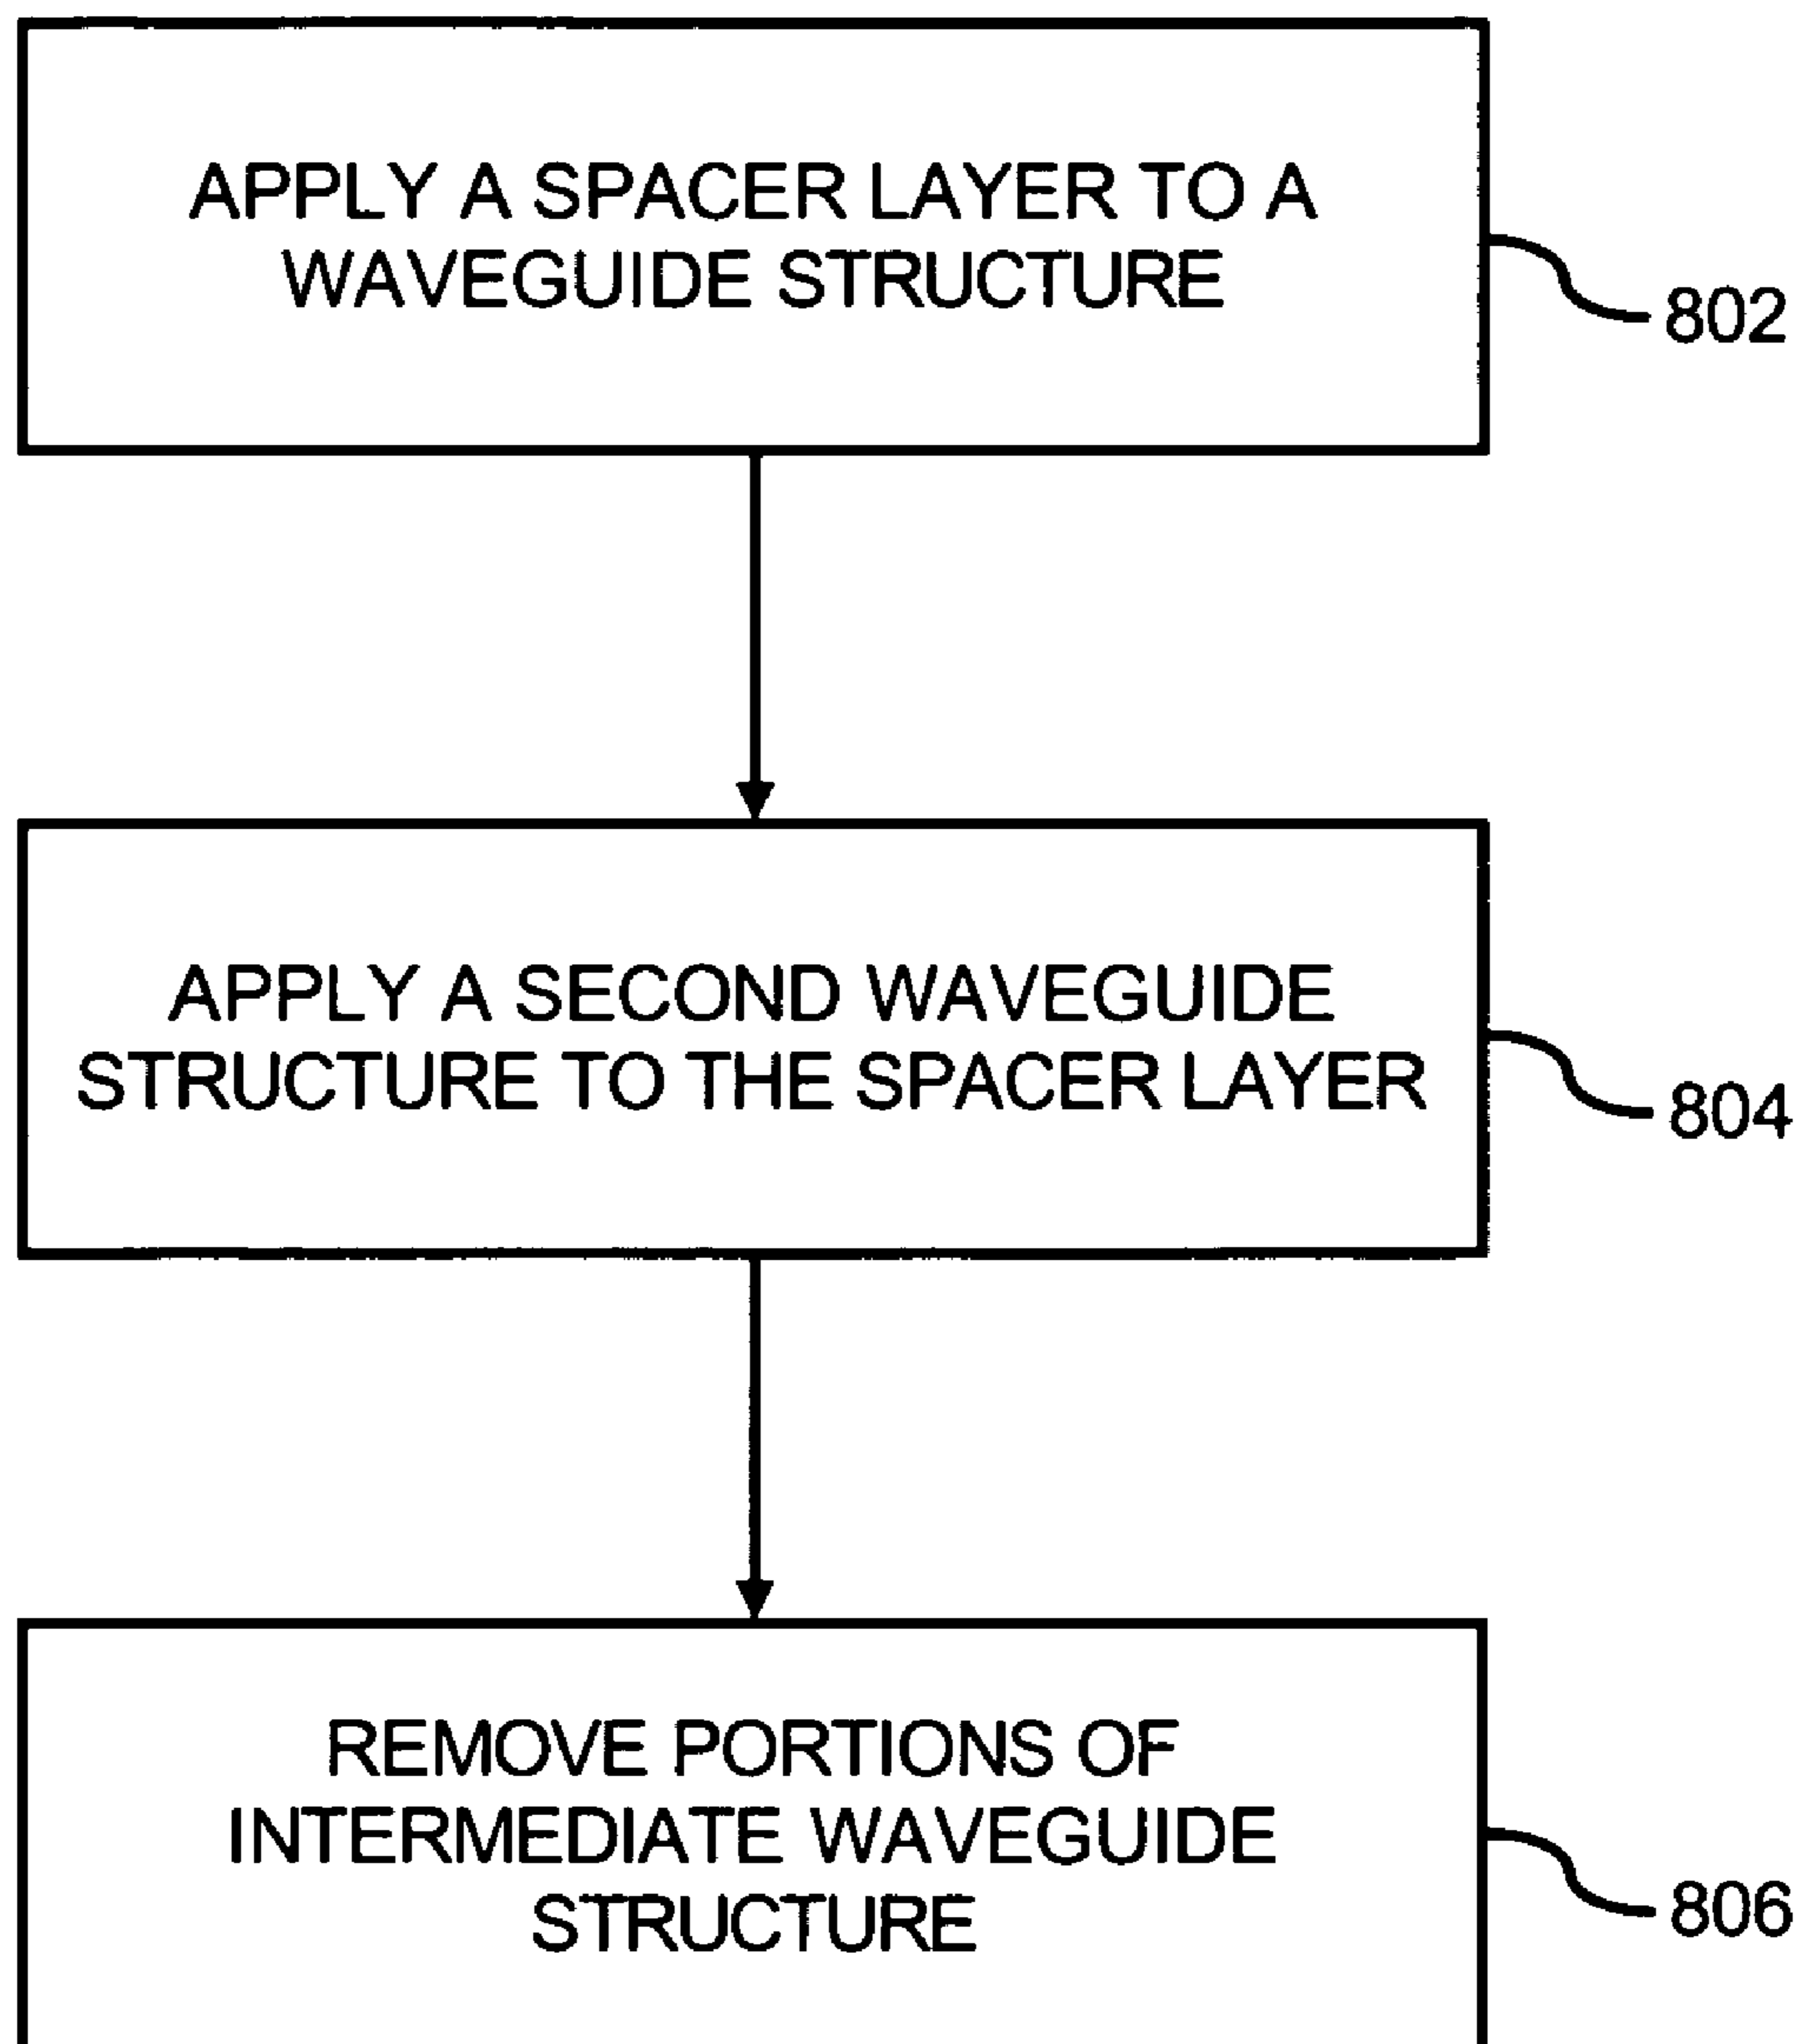 APPLY A SPACER LAYER TO A
WAVEGUIDE STRUCTURE
802
APPLY A SECOND WAVEGUIDE
STRUCTURE TO THE SPACER LAYER
804
REMOVE PORTIONS OF
INTERMEDIATE WAVEGUIDE
STRUCTURE
806